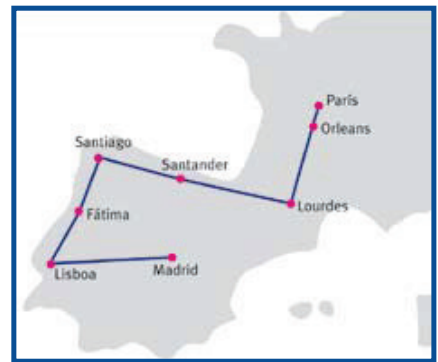 París
Orleans
Santiago
Santander
Lourdes
Fátima
Lisboa
Madrid